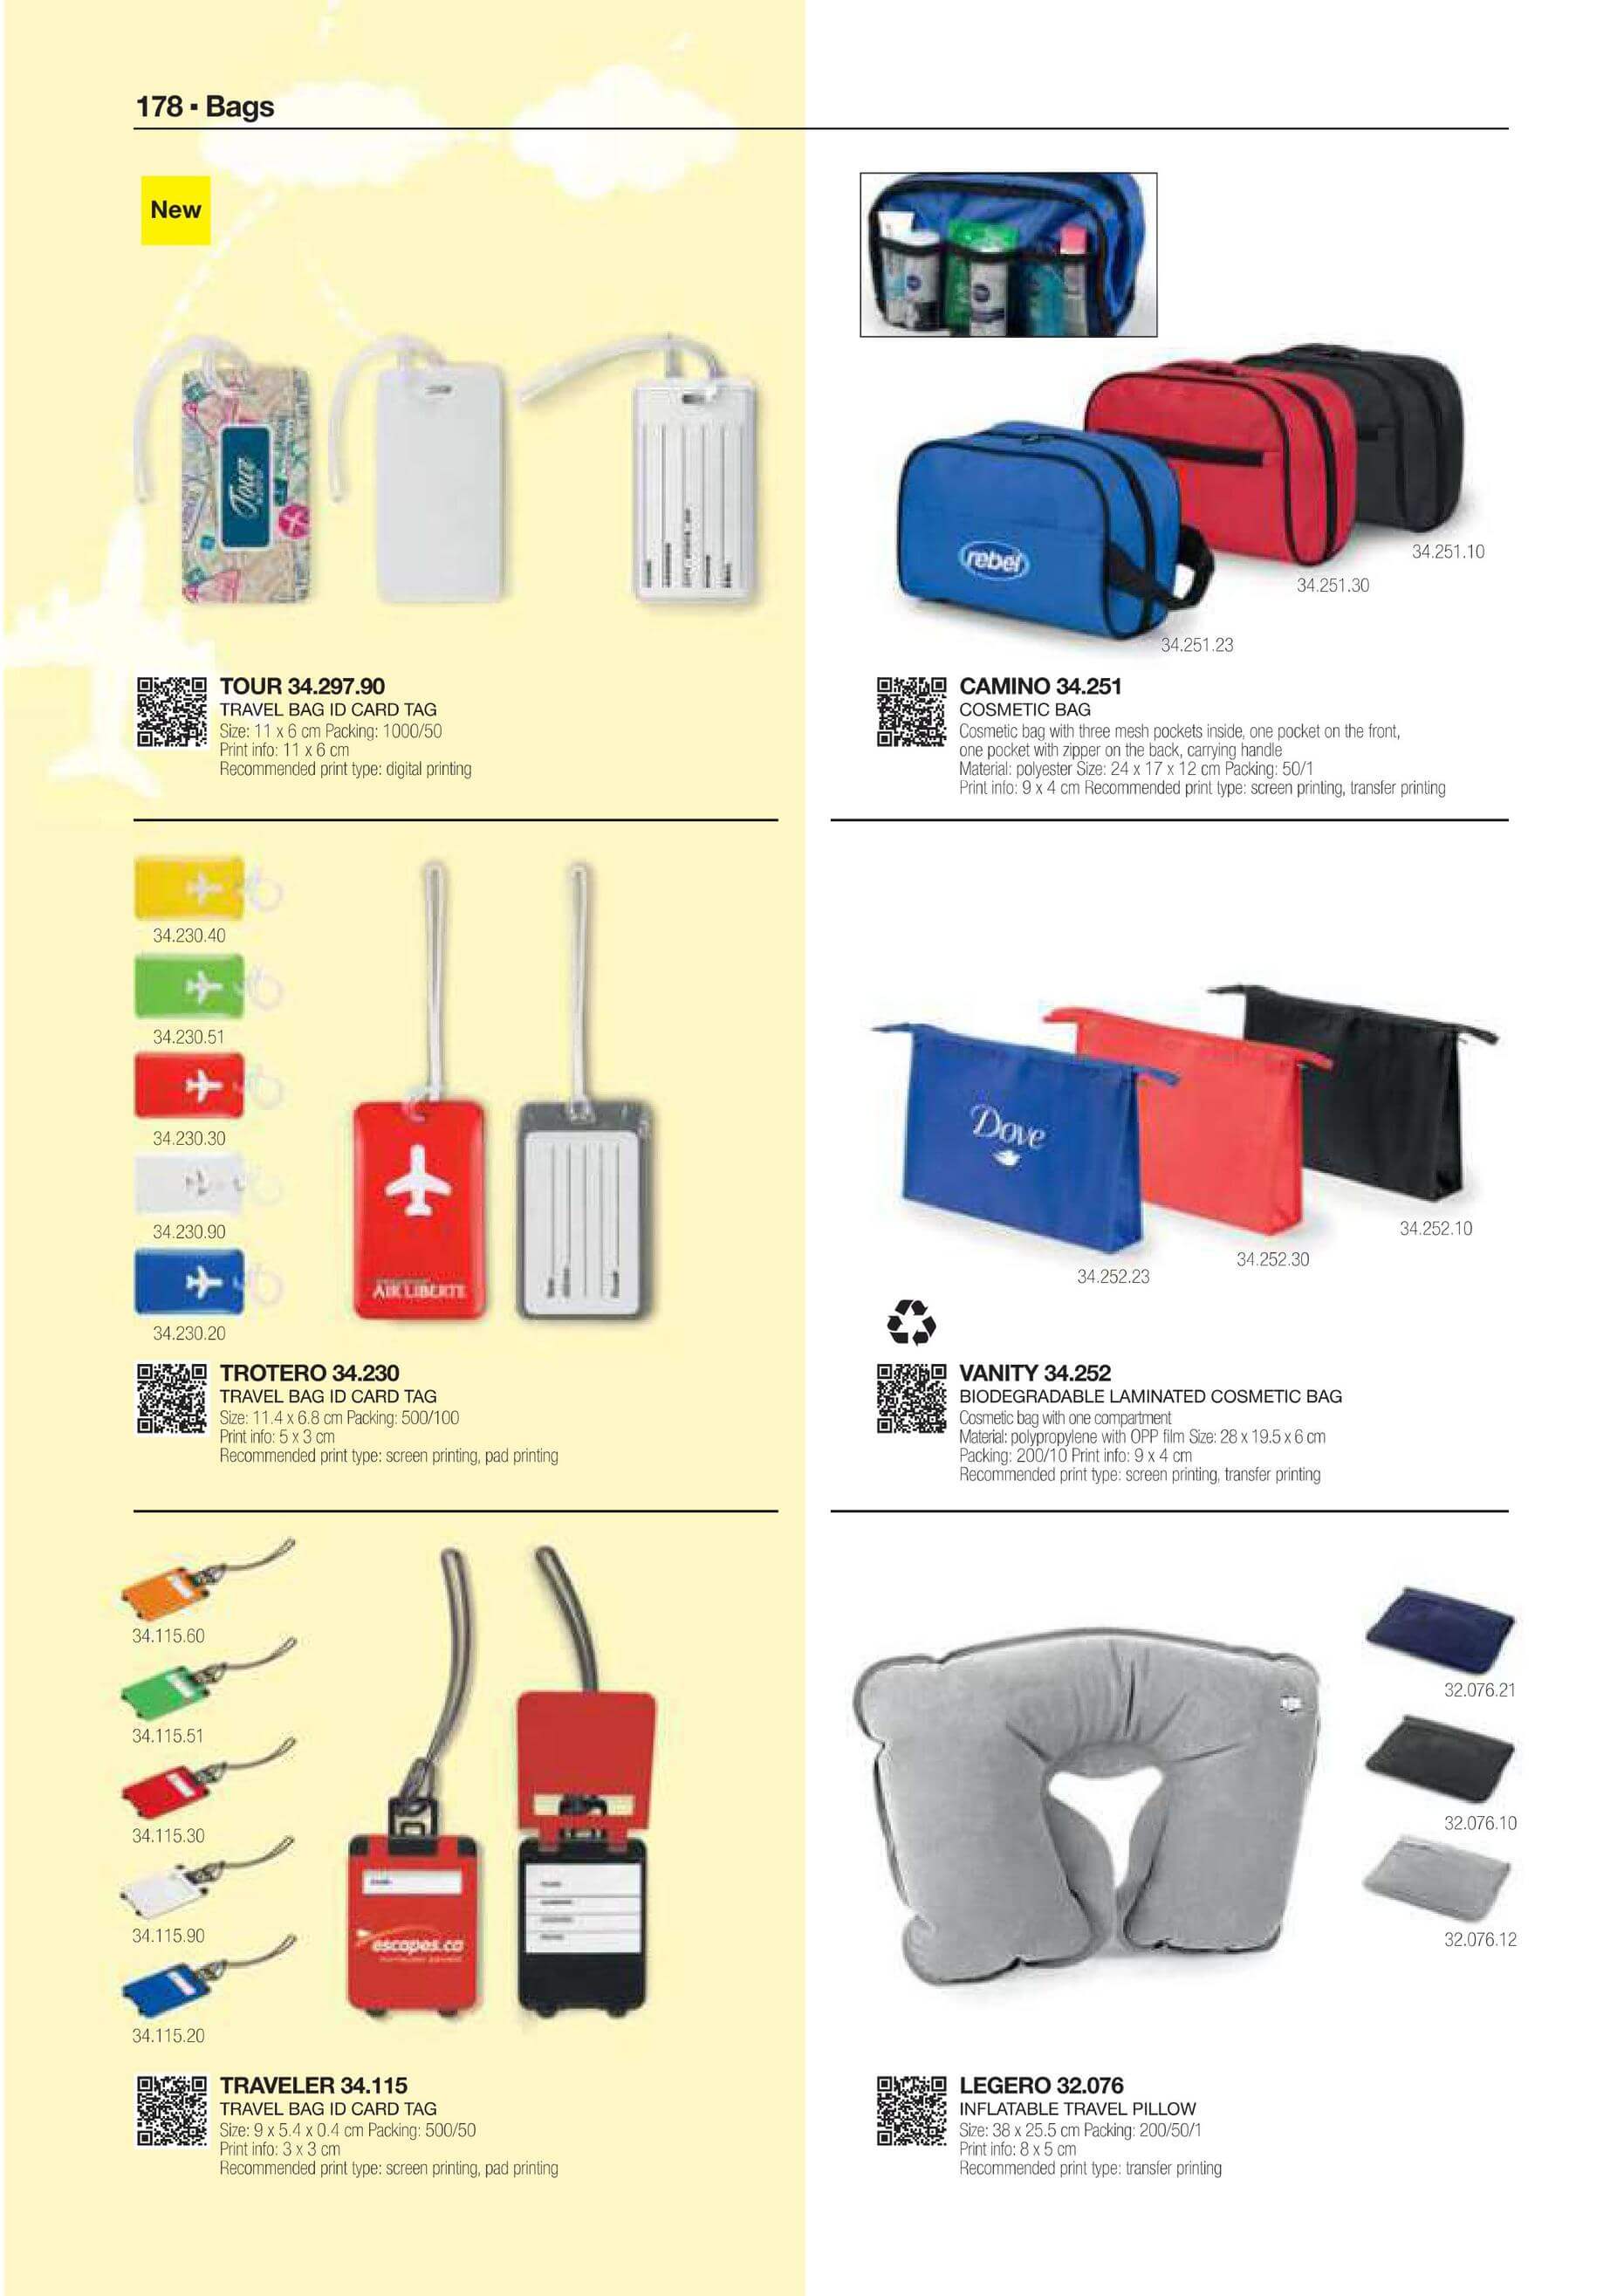 178 ▪ Bags
New
Tour
TOUR 34.297.90
TRAVEL BAG ID CARD TAG
Size: 11 x 6 cm Packing: 1000/50
Print info: 11 x 6 cm
Recommended print type: digital printing
34.230.40
34.230.51
34.230.30
34.230.90
34.230.20
AIR LIBERTE
TROTERO 34.230
TRAVEL BAG ID CARD TAG
Size: 11.4 x 6.8 cm Packing: 500/100
Print info: 5 x 3 cm
Recommended print type: screen printing, pad printing
34.115.60
34.115.51
34.115.30
34.115.90
34.115.20
escapes.ca
TRAVELER 34.115
TRAVEL BAG ID CARD TAG
Size: 9 x 5.4 x 0.4 cm Packing: 500/50
Print info: 3 x 3 cm
Recommended print type: screen printing, pad printing
rebel
34.251.10
34.251.30
34.251.23
CAMINO 34.251
COSMETIC BAG
Cosmetic bag with three mesh pockets inside, one pocket on the front,
one pocket with zipper on the back, carrying handle
Material: polyester Size: 24 x 17 x 12 cm Packing: 50/1
Print info: 9 x 4 cm Recommended print type: screen printing, transfer printing
Dove
34.252.10
34.252.30
34.252.23
VANITY 34.252
BIODEGRADABLE LAMINATED COSMETIC BAG
Cosmetic bag with one compartment
Material: polypropylene with OPP film Size: 28 x 19.5 x 6 cm
Packing: 200/10 Print info: 9 x 4 cm
Recommended print type: screen printing, transfer printing
32.076.21
32.076.10
32.076.12
LEGERO 32.076
INFLATABLE TRAVEL PILLOW
Size: 38 x 25.5 cm Packing: 200/50/1
Print info: 8 x 5 cm
Recommended print type: transfer printing